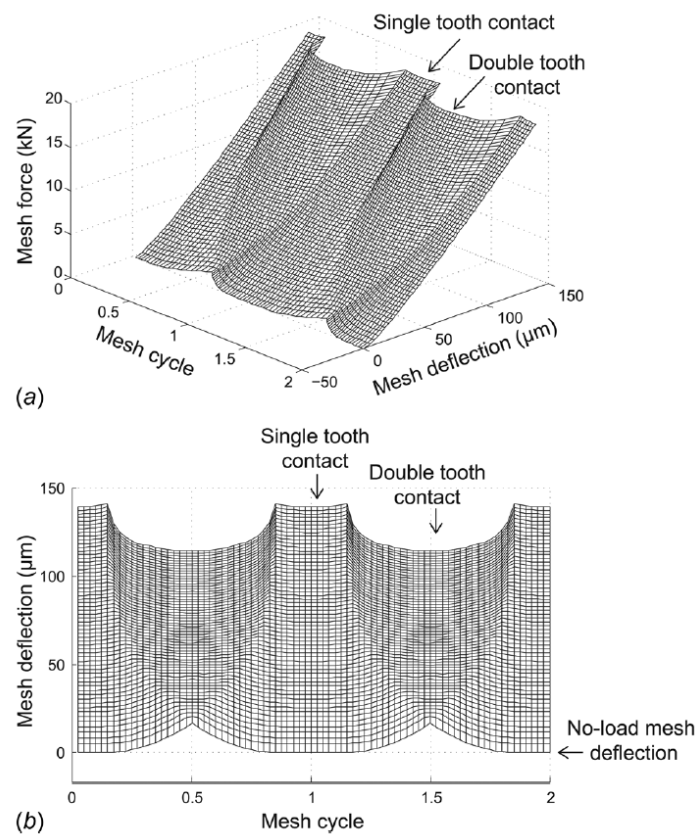 Single tooth contact
Double tooth
contact
20
15
10
5
0
Mesh force (kN)
0
0.5
1
1.5
2
Mesh cycle
−50
0
50
100
150
Mesh deflection (µm)
(a)
Single tooth
contact
Double tooth
contact
150
100
50
0
Mesh deflection (µm)
No-load mesh
deflection
0
0.5
1
1.5
2
Mesh cycle
(b)